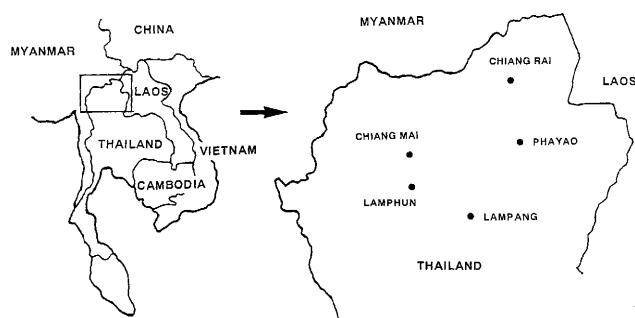 CHINA
MYANMAR
LAOS
THAILAND
VIETNAM
CAMBODIA
MYANMAR
CHIANG RAI
LAOS
CHIANG MAI
PHAYAO
LAMPHUN
LAMPANG
THAILAND